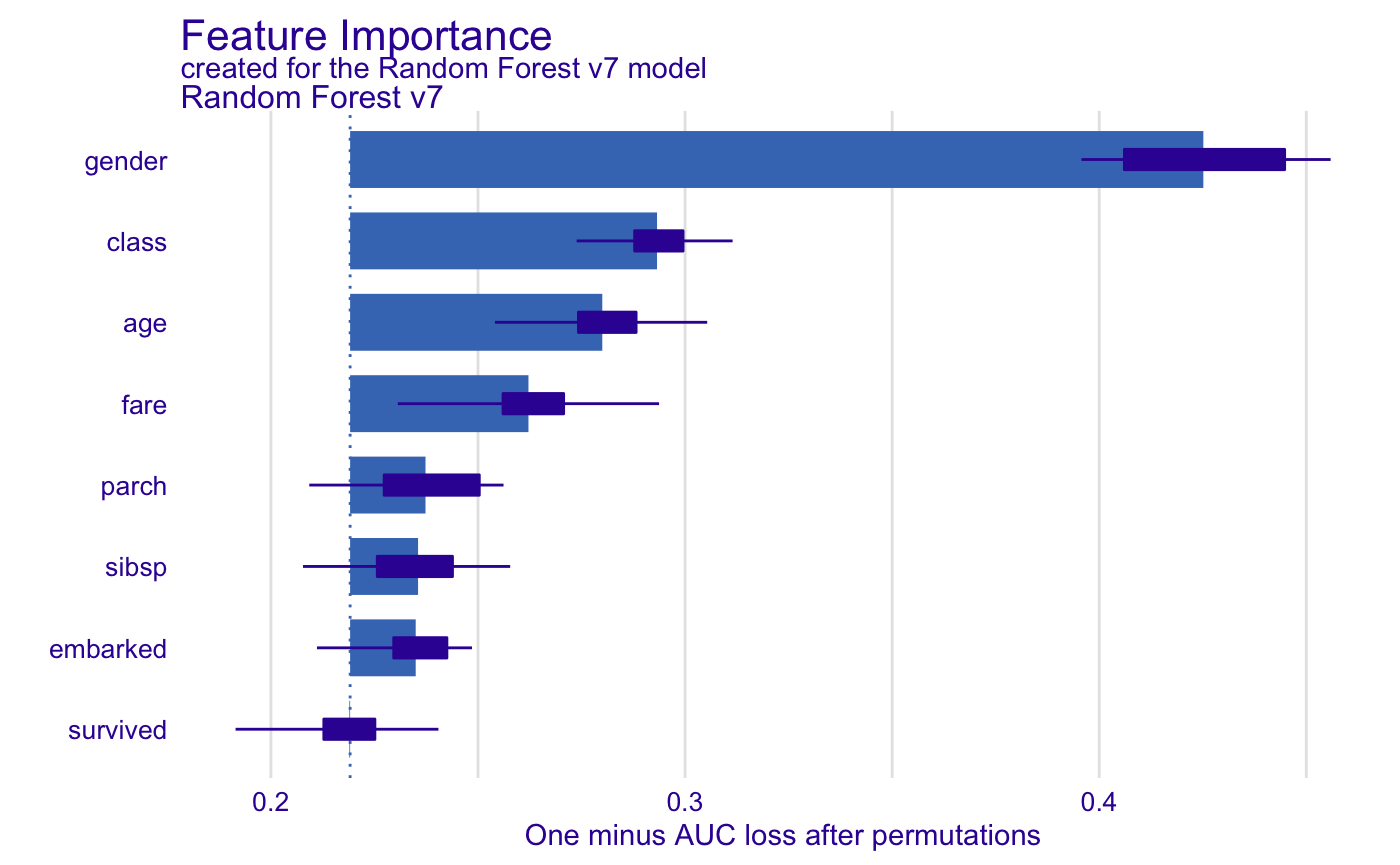 Feature Importance
created for the Random Forest v7 model
Random Forest v7
gender
class
age
fare
parch
sibsp
embarked
survived
0.2 0.3 0.4
One minus AUC loss after permutations